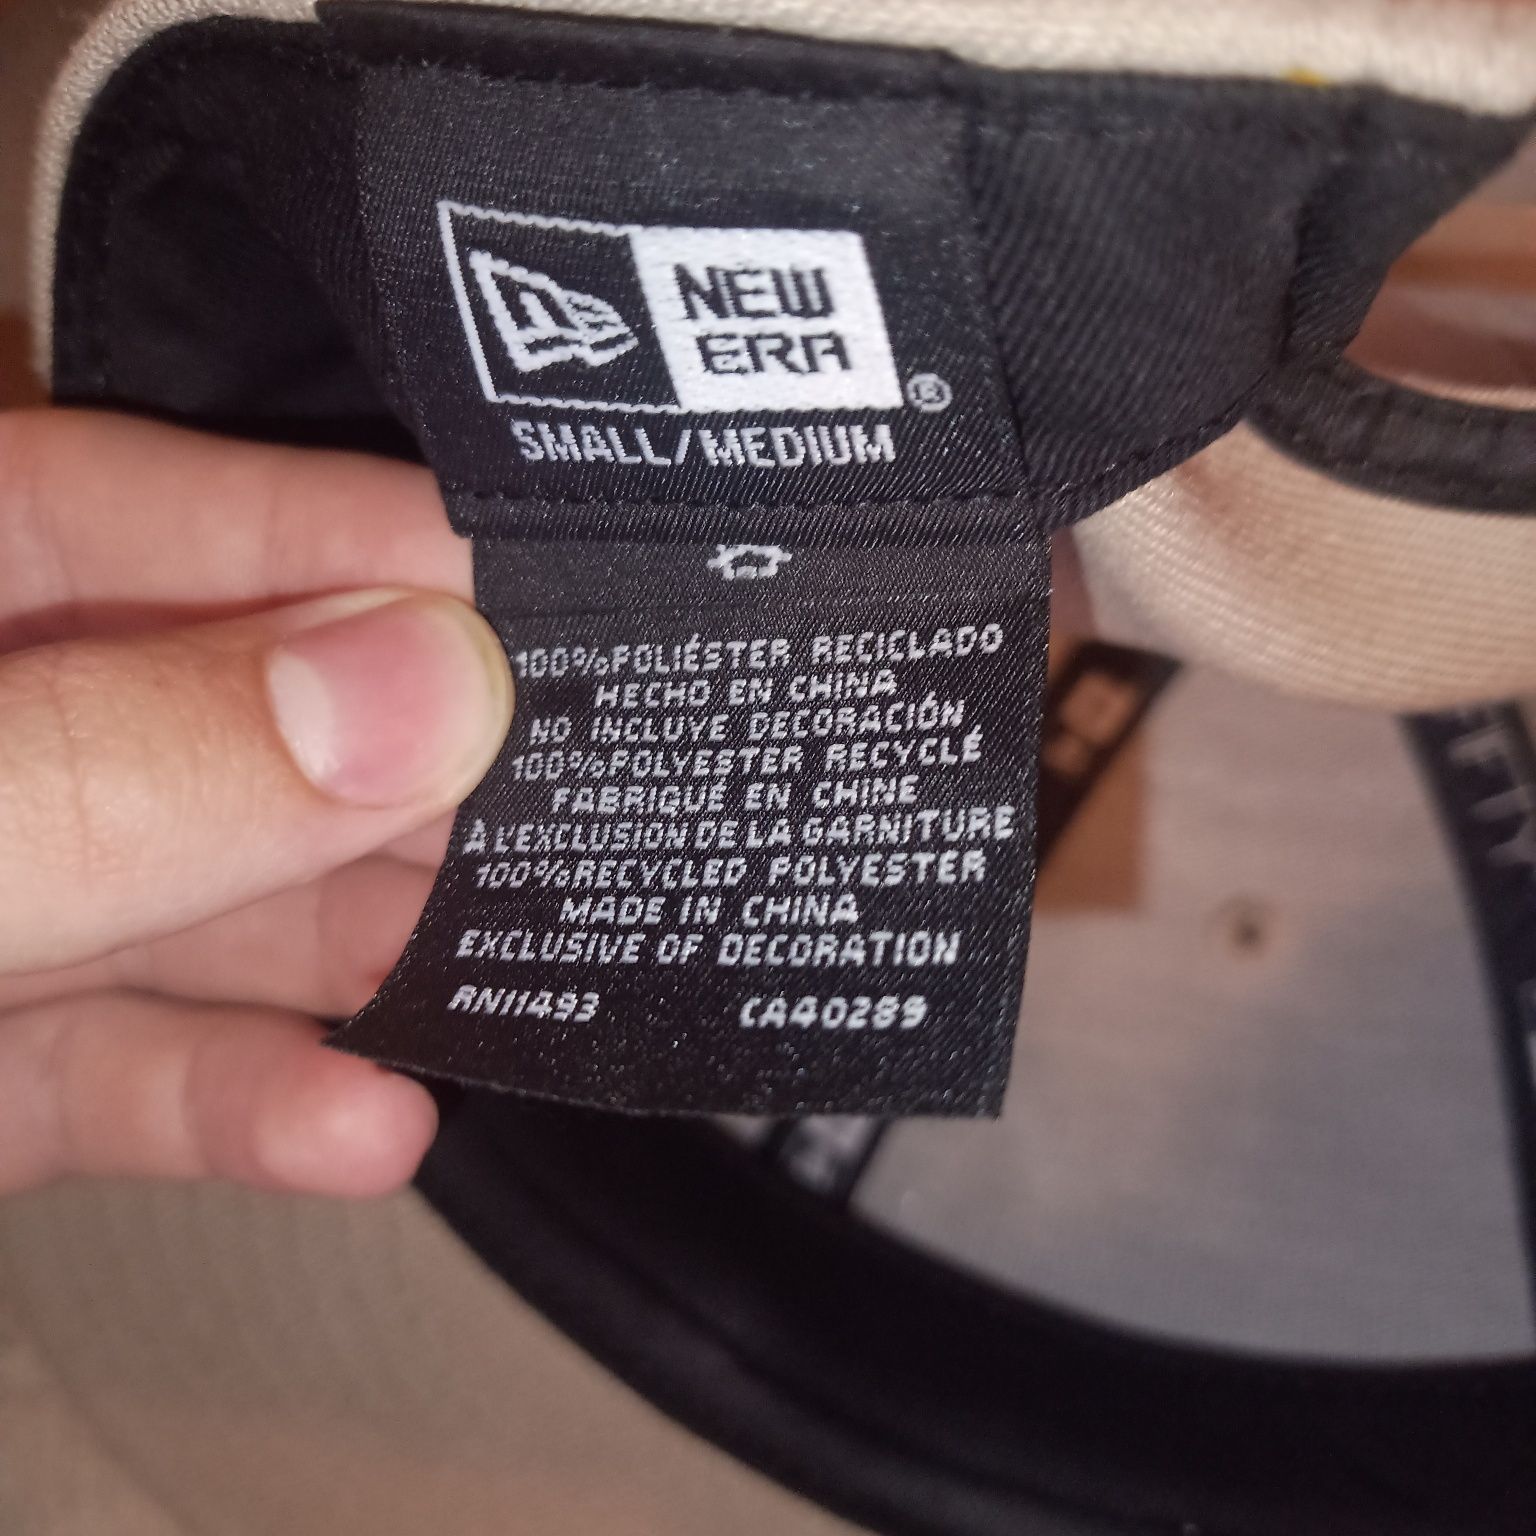 NEW
ERA®
SMALL/MEDIUM
100%POLIÉSTER RECICLADO
HECHO EN CHINA
NO INCLUYE DECORACIÓN
100%POLYESTER RECYCLÉ
FABRIQUÉ EN CHINE
À L'EXCLUSION DE LA GARNITURE
100%RECYCLED POLYESTER
MADE IN CHINA
EXCLUSIVE OF DECORATION
RN11493 CA40289